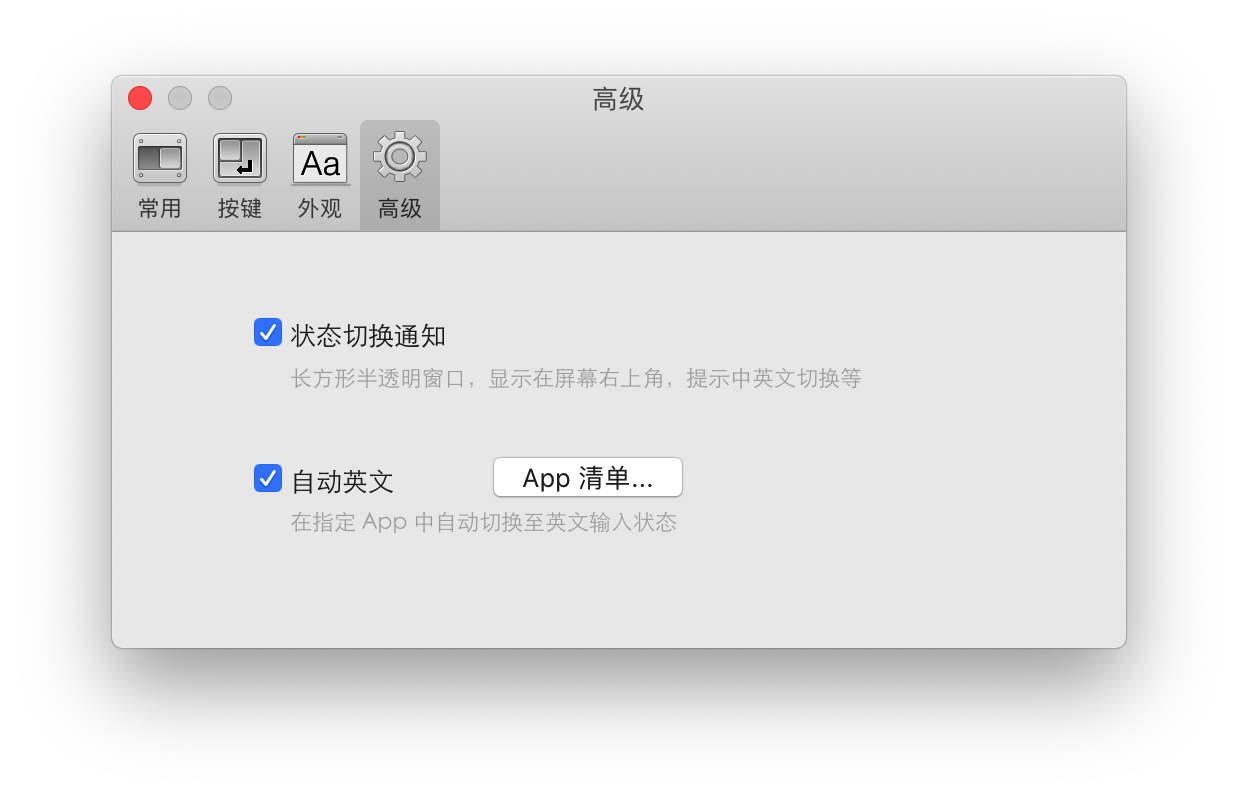 高级
常用
按键
Aa
外观
高级
状态切换通知
长方形半透明窗口，显示在屏幕右上角，提示中英文切换等
自动英文
App 清单...
在指定 App 中自动切换至英文输入状态